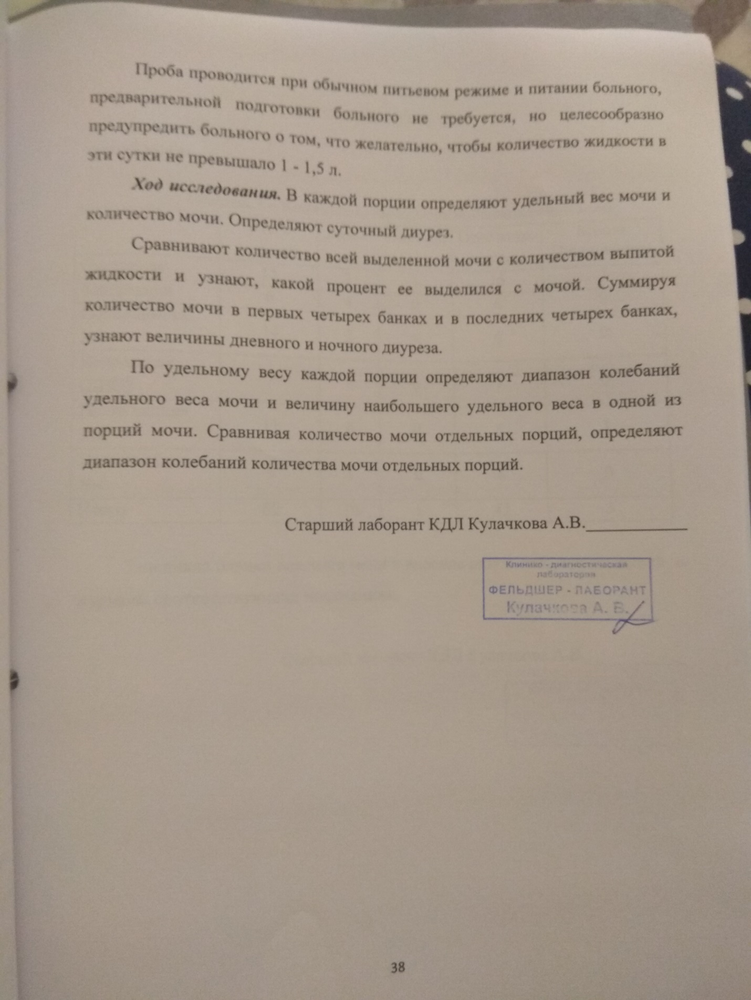 Проба проводится при обычном питьевом режиме и питании больного,
предварительной подготовки больного не требуется, но целесообразно
предупредить больного о том, что желательно, чтобы количество жидкости в
эти сутки не превышало 1 - 1,5 л.
Ход исследования. В каждой порции определяют удельный вес мочи и
количество мочи. Определяют суточный диурез.
Сравнивают количество всей выделенной мочи с количеством выпитой
жидкости и узнают, какой процент ее выделился с мочой. Суммируя
количество мочи в первых четырех банках и в последних четырех банках,
узнают величины дневного и ночного диуреза.
По удельному весу каждой порции определяют диапазон колебаний
удельного веса мочи и величину наибольшего удельного веса в одной из
порций мочи. Сравнивая количество мочи отдельных порций, определяют
диапазон колебаний количества мочи отдельных порций.
Старший лаборант КДЛ Кулачкова А.В.____________
Клинико - диагностическая
лаборатория
ФЕЛЬДШЕР - ЛАБОРАНТ
Кулачкова А. В.
38